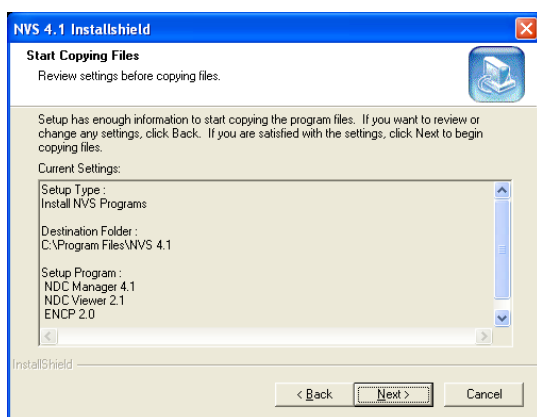 NVS 4.1 Installshield
Start Copying Files
Review settings before copying files.
Setup has enough information to start copying the program files. If you want to review or
change any settings, click Back. If you are satisfied with the settings, click Next to begin
copying files.
Current Settings:
Setup Type :
Install NVS Programs
Destination Folder :
C:\Program Files\NVS 4.1
Setup Program :
NDC Manager 4.1
NDC Viewer 2.1
ENCP 2.0
InstallShield
< Back
Next >
Cancel